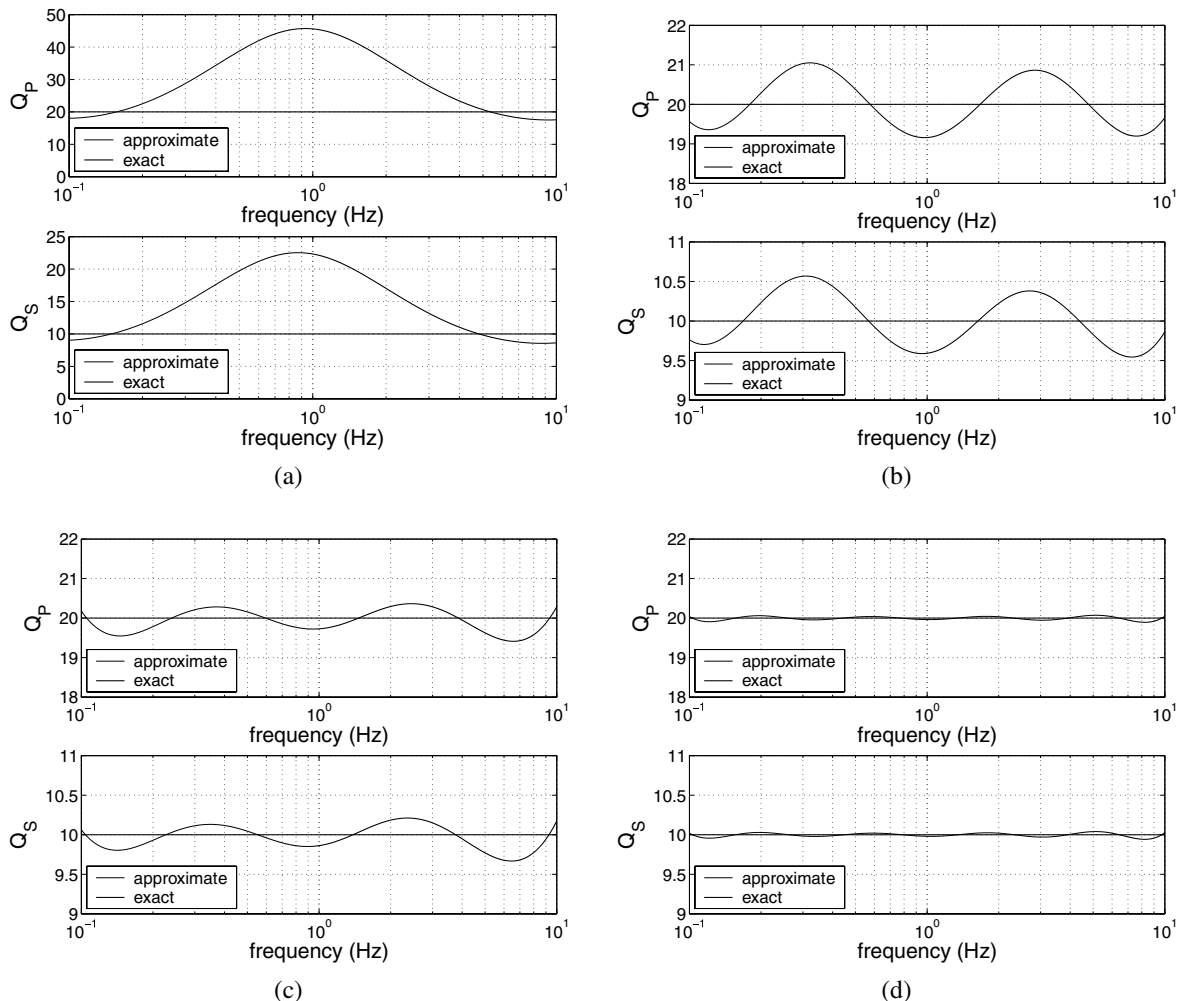 50
40
30
20
10
0
Q_P
approximate
exact
10^-1
10^0
10^1
frequency (Hz)
25
20
15
10
5
0
Q_S
approximate
exact
10^-1
10^0
10^1
frequency (Hz)
(a)
22
21
20
19
18
Q_P
approximate
exact
10^-1
10^0
10^1
frequency (Hz)
11
10.5
10
9.5
9
Q_S
approximate
exact
10^-1
10^0
10^1
frequency (Hz)
(b)
22
21
20
19
18
Q_P
approximate
exact
10^-1
10^0
10^1
frequency (Hz)
11
10.5
10
9.5
9
Q_S
approximate
exact
10^-1
10^0
10^1
frequency (Hz)
(c)
22
21
20
19
18
Q_P
approximate
exact
10^-1
10^0
10^1
frequency (Hz)
11
10.5
10
9.5
9
Q_S
approximate
exact
10^-1
10^0
10^1
frequency (Hz)
(d)